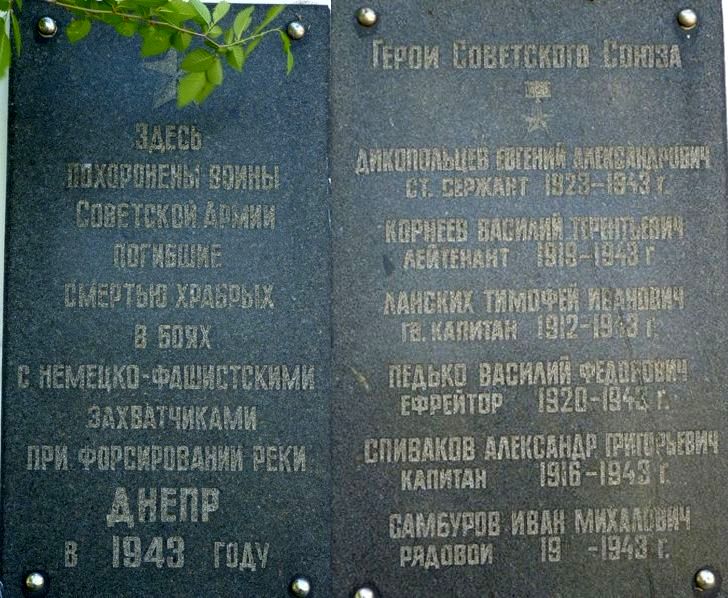 ЗДЕСЬ
ПОХОРОНЕНЫ ВОИНЫ
СОВЕТСКОЙ АРМИИ
ПОГИБШИЕ
СМЕРТЬЮ ХРАБРЫХ
В БОЯХ
С НЕМЕЦКО-ФАШИСТСКИМИ
ЗАХВАТЧИКАМИ
ПРИ ФОРСИРОВАНИИ РЕКИ
ДНЕПР
В 1943 ГОДУ
ГЕРОИ СОВЕТСКОГО СОЮЗА
ДИКОПОЛЬЦЕВ ЕВГЕНИЙ АЛЕКСАНДРОВИЧ
СТ. СЕРЖАНТ 1923-1943 г.
КОРНЕЕВ ВАСИЛИЙ ТЕРЕНТЬЕВИЧ
ЛЕЙТЕНАНТ 1919-1943 г
ЛАНСКИХ ТИМОФЕЙ ИВАНОВИЧ
ГВ. КАПИТАН 1912-1943 г.
ПЕДЬКО ВАСИЛИЙ ФЕДОРОВИЧ
ЕФРЕЙТОР 1920-1943 г.
СПИВАКОВ АЛЕКСАНДР ГРИГОРЬЕВИЧ
КАПИТАН 1916-1943 г.
САМБУРОВ ИВАН МИХАЛОВИЧ
РЯДОВОЙ 19 -1943 г.